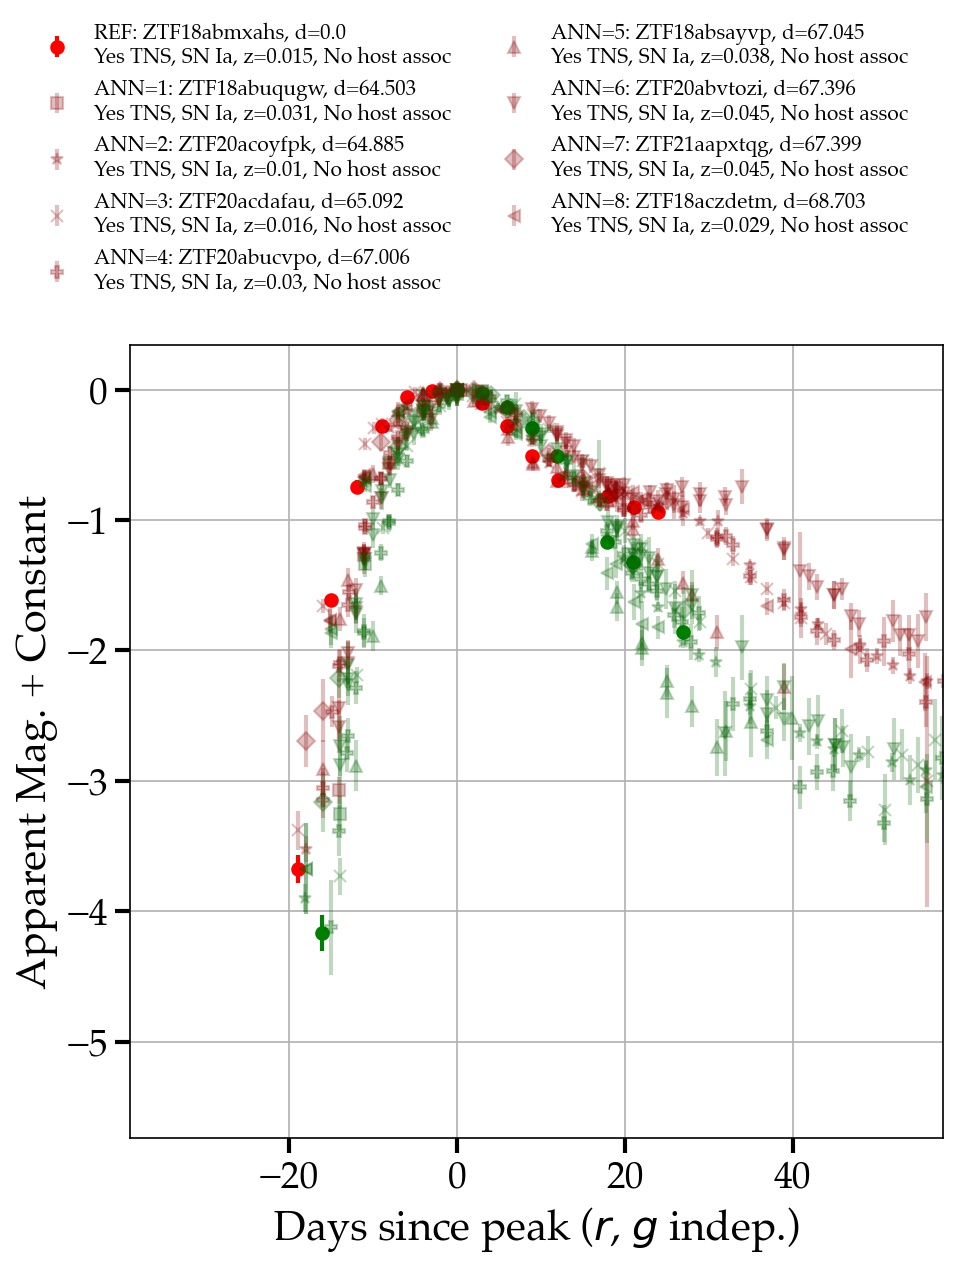 REF: ZTF18abmxahs, d=0.0
Yes TNS, SN Ia, z=0.015, No host assoc
ANN=1: ZTF18abuqugw, d=64.503
Yes TNS, SN Ia, z=0.031, No host assoc
ANN=2: ZTF20acoyfpk, d=64.885
Yes TNS, SN Ia, z=0.01, No host assoc
ANN=3: ZTF20acdafau, d=65.092
Yes TNS, SN Ia, z=0.016, No host assoc
ANN=4: ZTF20abucvpo, d=67.006
Yes TNS, SN Ia, z=0.03, No host assoc
ANN=5: ZTF18absayvp, d=67.045
Yes TNS, SN Ia, z=0.038, No host assoc
ANN=6: ZTF20abvtozi, d=67.396
Yes TNS, SN Ia, z=0.045, No host assoc
ANN=7: ZTF21aapxtqg, d=67.399
Yes TNS, SN Ia, z=0.045, No host assoc
ANN=8: ZTF18aczdetm, d=68.703
Yes TNS, SN Ia, z=0.029, No host assoc
Apparent Mag. + Constant
0
−1
−2
−3
−4
−5
−20
0
20
40
Days since peak (r, g indep.)